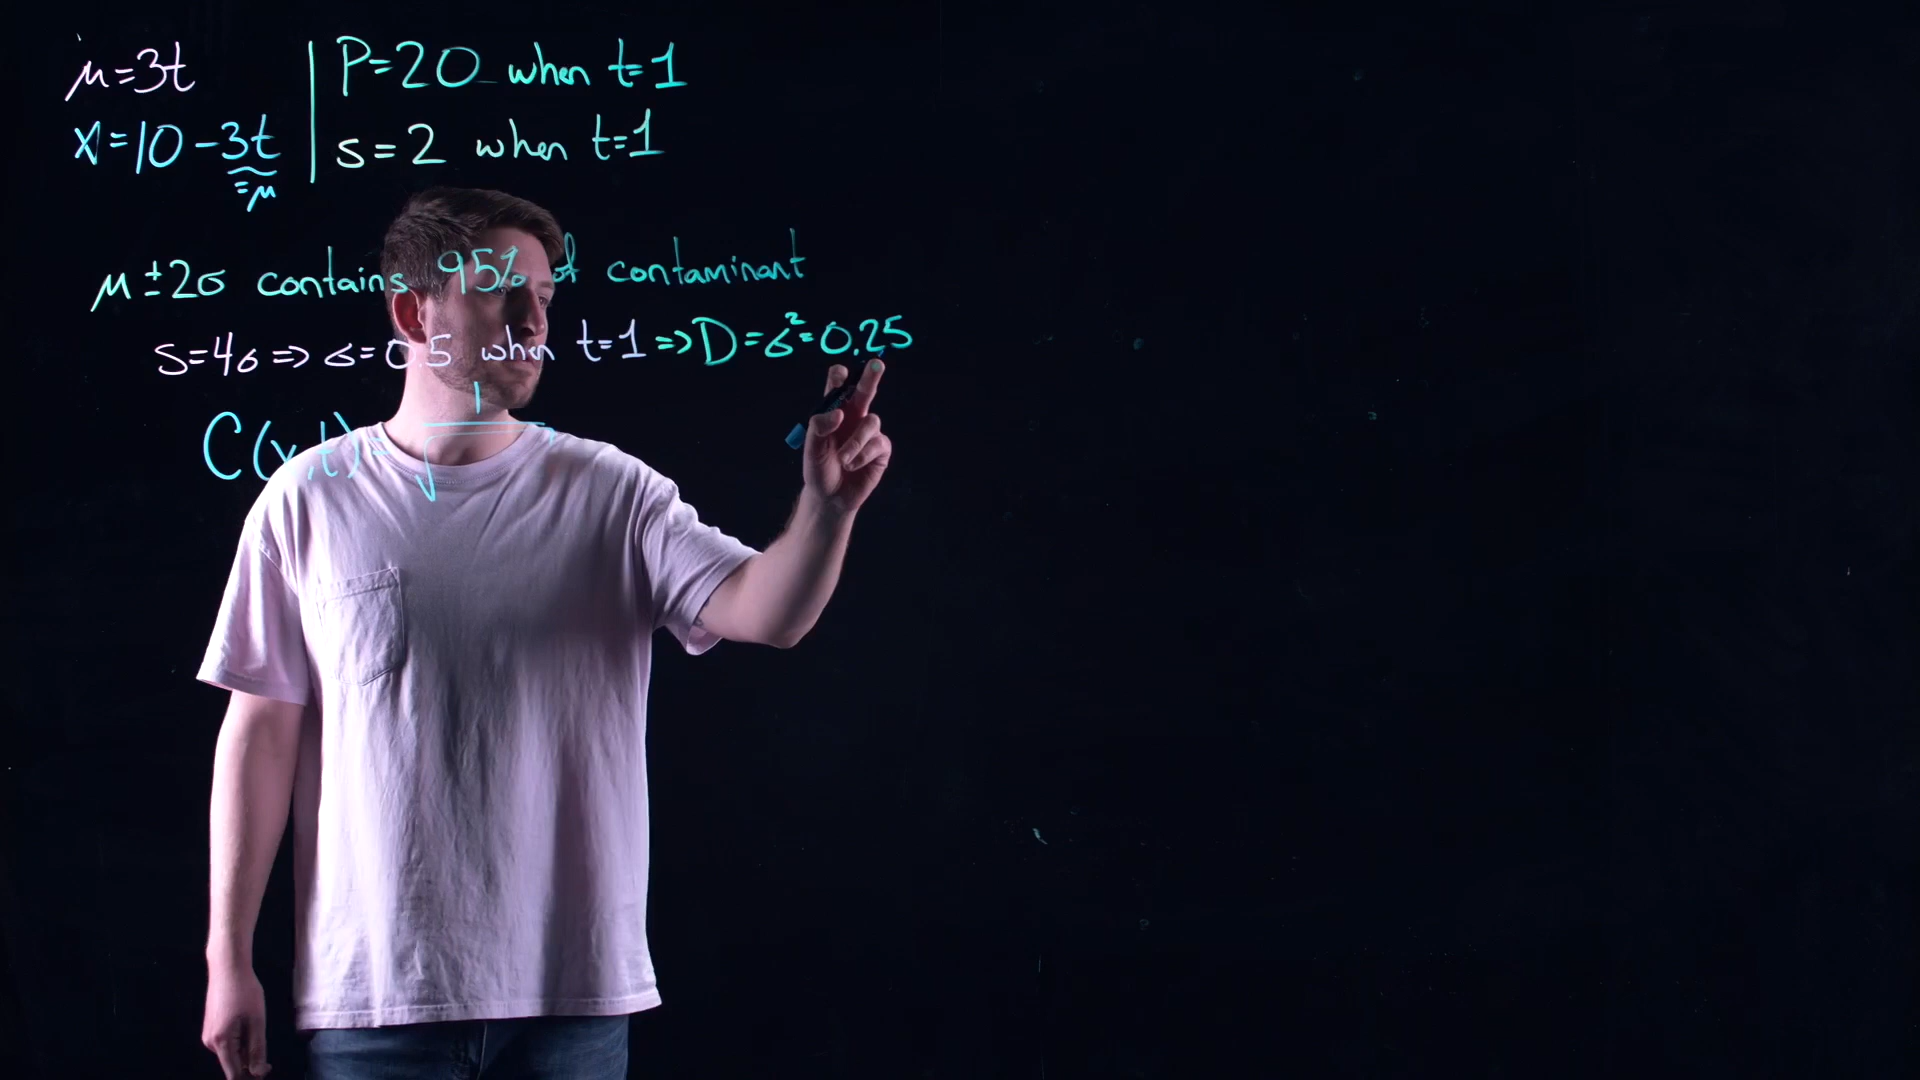 μ=3t
x=10-3t
=μ
P=20 when t=1
s=2 when t=1
μ±2σ contains 95% of contaminant
s=4σ⇒σ=0.5 when t=1⇒D=σ²=0.25
C(x,t)=1/√